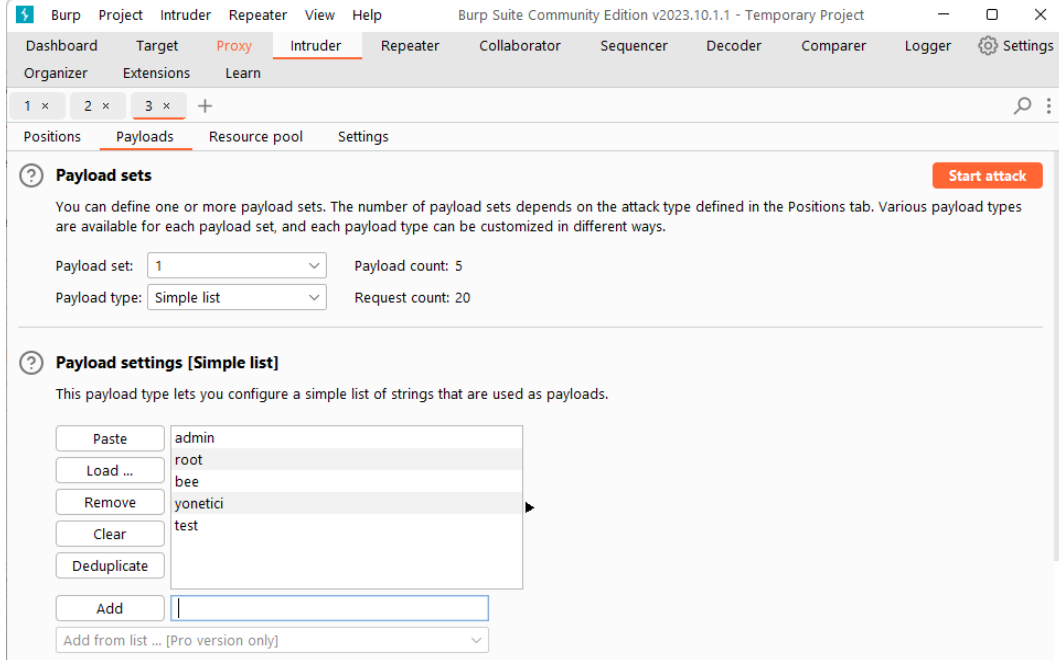 Burp Project Intruder Repeater View Help Burp Suite Community Edition v2023.10.1.1 - Temporary Project
Dashboard Target Proxy Intruder Repeater Collaborator Sequencer Decoder Comparer Logger Settings
Organizer Extensions Learn
1 × 2 × 3 × +
Positions Payloads Resource pool Settings
? Payload sets Start attack
You can define one or more payload sets. The number of payload sets depends on the attack type defined in the Positions tab. Various payload types
are available for each payload set, and each payload type can be customized in different ways.
Payload set: 1 Payload count: 5
Payload type: Simple list Request count: 20
? Payload settings [Simple list]
This payload type lets you configure a simple list of strings that are used as payloads.
Paste admin
Load ... root
Remove bee
Clear yonetici
Deduplicate test
Add
Add from list ... [Pro version only]